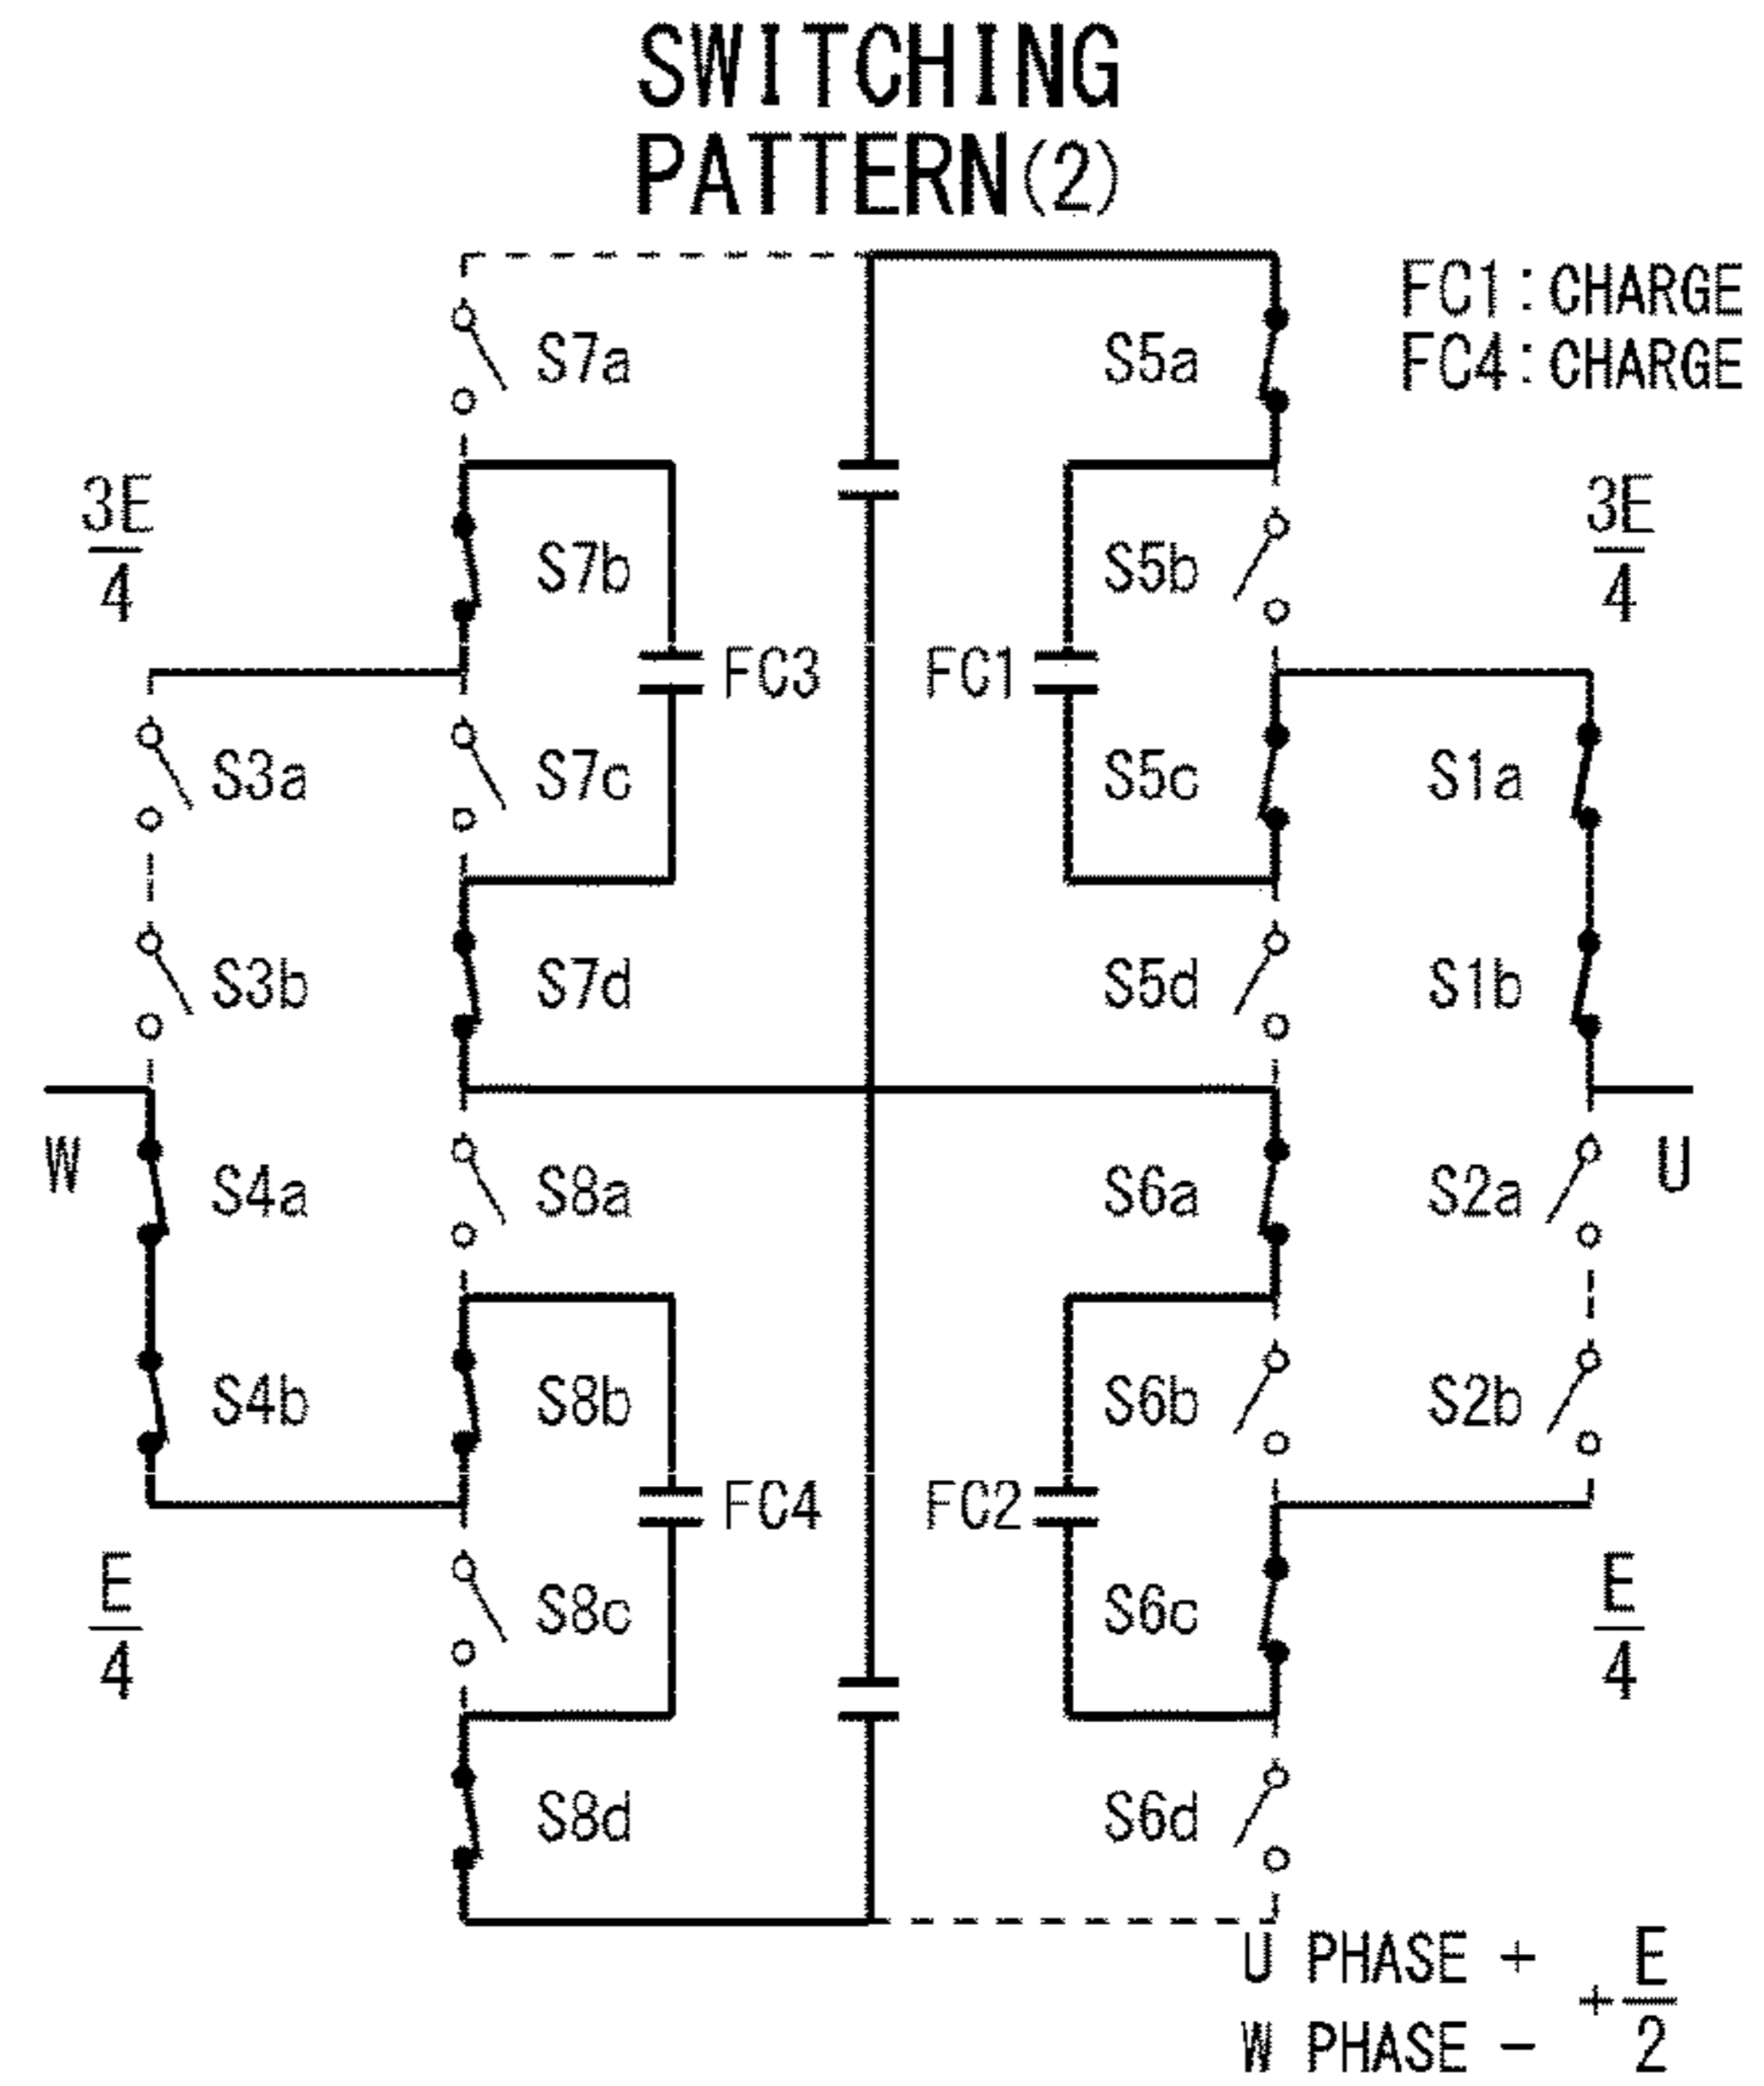 SWITCHING
PATTERN(2)
FC1:CHARGE
FC4:CHARGE
S7a
S5a
3E
4
3E
4
S7b
S5b
FC3
FC1
S3a
S7c
S5c
S1a
S3b
S7d
S5d
S1b
W
U
S4a
S8a
S6a
S2a
S4b
S8b
S6b
S2b
FC4
FC2
E
4
E
4
S8c
S6c
S8d
S6d
U PHASE +
W PHASE -
+E
2